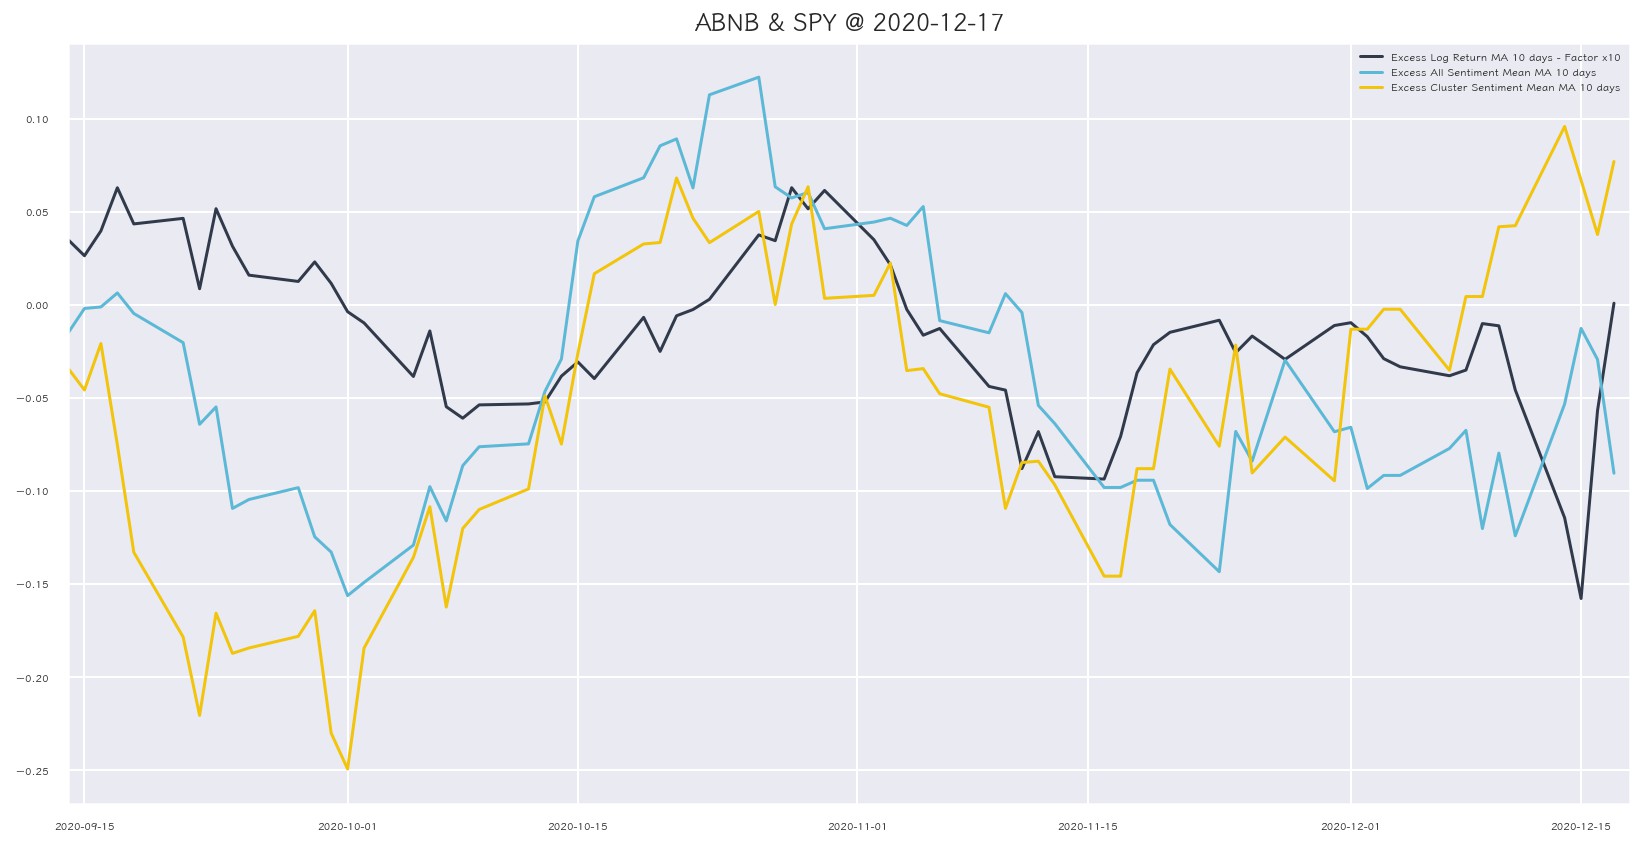 ABNB & SPY @ 2020-12-17
Excess Log Return MA 10 days - Factor x10
Excess All Sentiment Mean MA 10 days
Excess Cluster Sentiment Mean MA 10 days
0.10
0.05
0.00
−0.05
−0.10
−0.15
−0.20
−0.25
2020-09-15 2020-10-01 2020-10-15 2020-11-01 2020-11-15 2020-12-01 2020-12-15